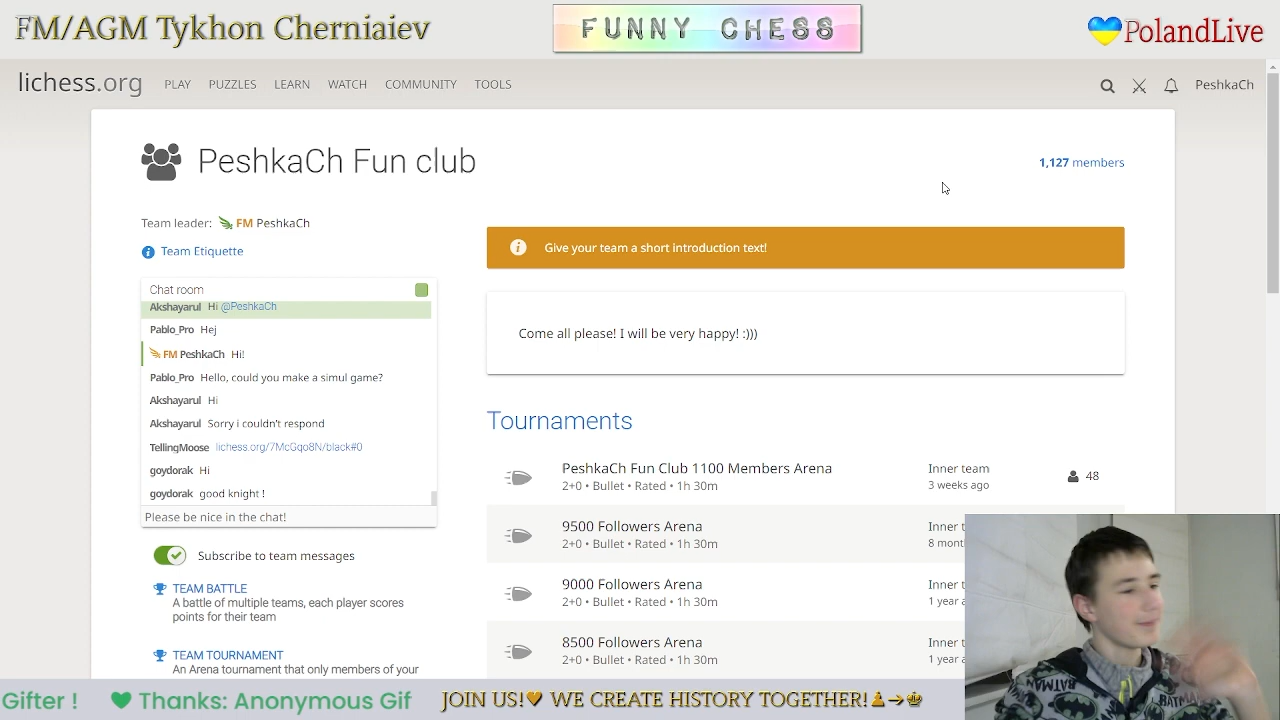 FM/AGM Tykhon Cherniaiev
FUNNY CHESS
PolandLive
lichess.org PLAY PUZZLES LEARN WATCH COMMUNITY TOOLS PeshkaCh
PeshkaCh Fun club
1,127 members
Team leader: FM PeshkaCh
Team Etiquette
Chat room
Akshayarul Hi @PeshkaCh
Pablo_Pro Hej
FM PeshkaCh Hi!
Pablo_Pro Hello, could you make a simul game?
Akshayarul Hi
Akshayarul Sorry i couldn't respond
TellingMoose lichess.org/7McGqo8N/black#0
goydorak Hi
goydorak good knight !
Please be nice in the chat!
Subscribe to team messages
TEAM BATTLE
A battle of multiple teams, each player scores
points for their team
TEAM TOURNAMENT
An Arena tournament that only members of your
Give your team a short introduction text!
Come all please! I will be very happy! :)))
Tournaments
PeshkaCh Fun Club 1100 Members Arena
2+0 • Bullet • Rated • 1h 30m
Inner team
3 weeks ago
48
9500 Followers Arena
2+0 • Bullet • Rated • 1h 30m
Inner t
8 mont
9000 Followers Arena
2+0 • Bullet • Rated • 1h 30m
Inner t
1 year a
8500 Followers Arena
2+0 • Bullet • Rated • 1h 30m
Inner t
1 year a
BATMAN
Gifter ! 💚 Thanks: Anonymous Gif
JOIN US!🧡 WE CREATE HISTORY TOGETHER!♟→♚